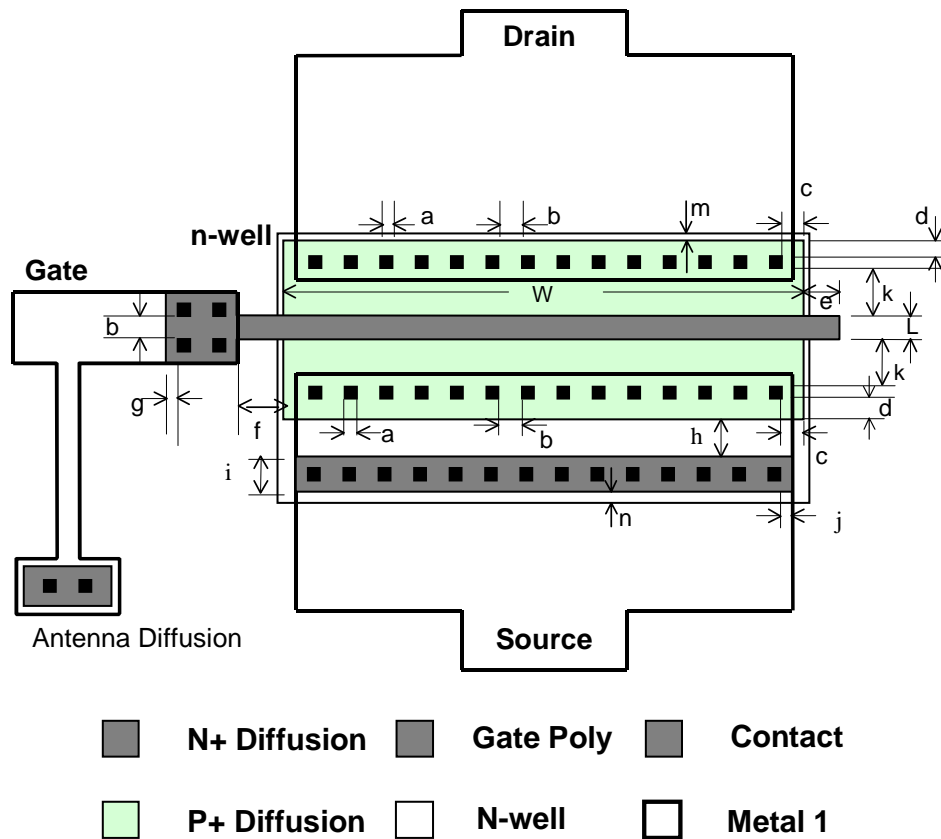 Drain
c
a
b
m
d
n-well
Gate
W
e
k
L
b
k
g
f
a
b
h
d
c
i
n
j
Antenna Diffusion
Source
N+ Diffusion
Gate Poly
Contact
P+ Diffusion
N-well
Metal 1